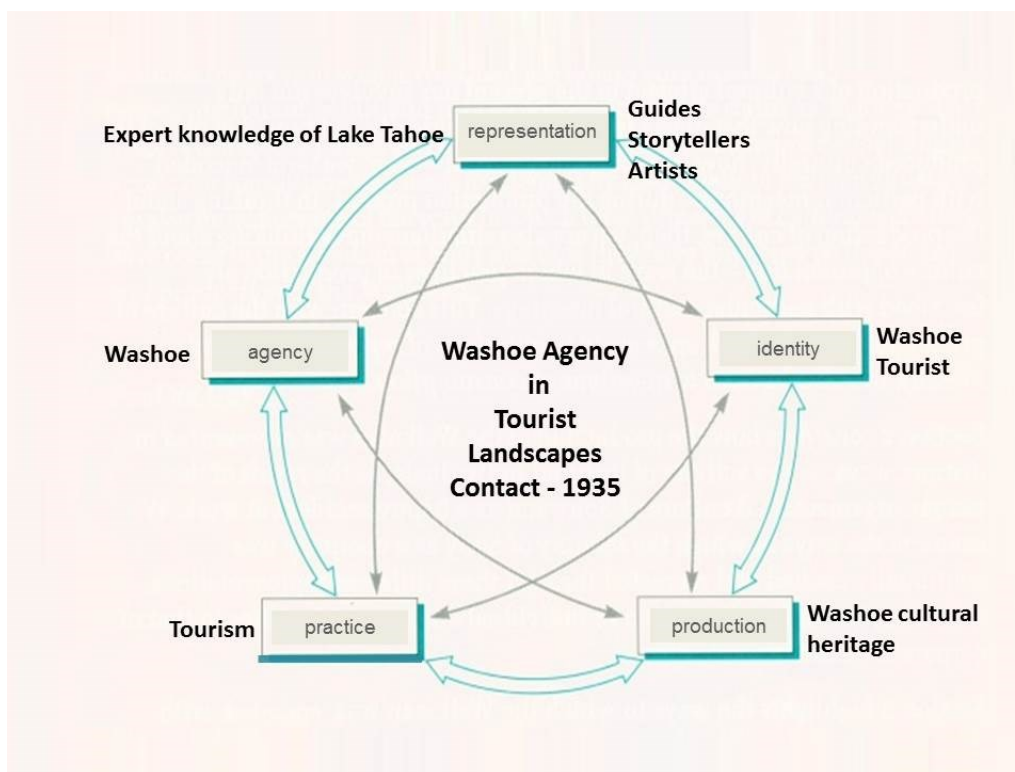 Expert knowledge of Lake Tahoe
representation
Guides
Storytellers
Artists
Washoe
agency
Washoe Agency
in
Tourist
Landscapes
Contact - 1935
identity
Washoe
Tourist
Tourism
practice
production
Washoe cultural
heritage